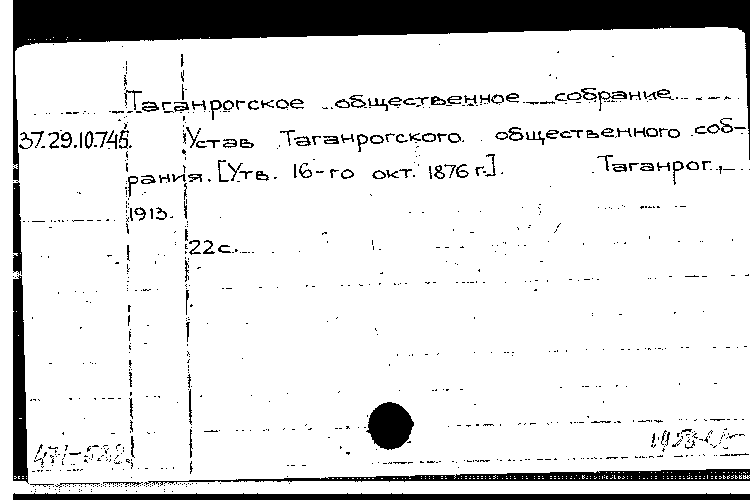 Таганрогское общественное собрание
37.29.10.745. Устав Таганрогского общественного соб-
рания. [Утв. 16-го окт. 1876 г.]. Таганрог,
1913.
22 с.